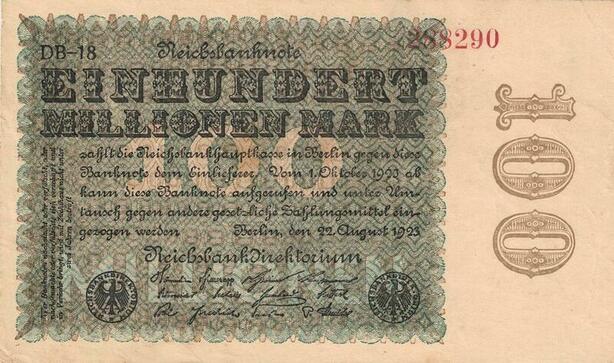 DB-18 Reichsbanknote 288290
EINHUNDERT
MILLIONEN MARK
zahlt die Reichsbankhauptkasse in Berlin gegen diese
Banknote dem Einlieferer. Vom 1. Oktober 1923 ab
kann diese Banknote aufgerufen und unter Um-
tausch gegen andere gesetzliche Zahlungsmittel ein-
gezogen werden. Berlin, den 22. August 1923
Reichsbankdirektorium
100
100